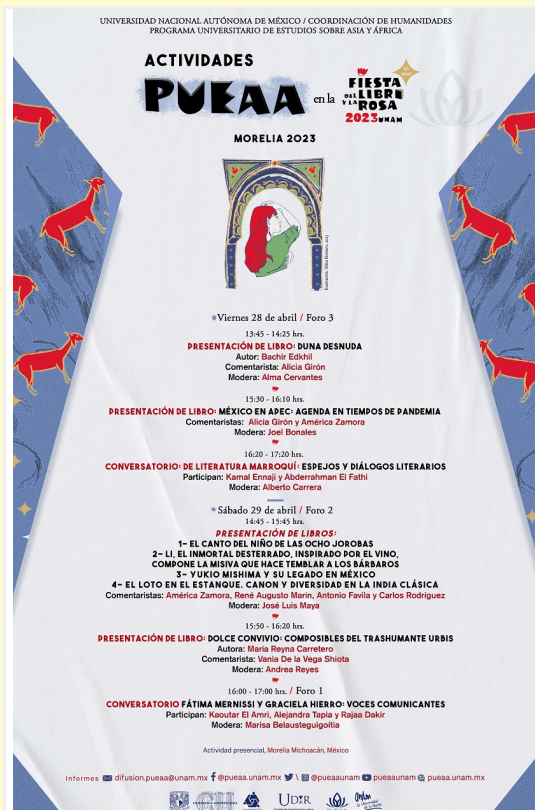 UNIVERSIDAD NACIONAL AUTÓNOMA DE MÉXICO / COORDINACIÓN DE HUMANIDADES
PROGRAMA UNIVERSITARIO DE ESTUDIOS SOBRE ASIA Y ÁFRICA
ACTIVIDADES
PUEAA
en la
FIESTA
DEL LIBRO
Y LA ROSA
2023 UNAM
MORELIA 2023
Viernes 28 de abril / Foro 3
13:45 - 14:25 hrs.
PRESENTACIÓN DE LIBRO: DUNA DESNUDA
Autor: Bachir Edkhil
Comentarista: Alicia Girón
Modera: Alma Cervantes
15:30 - 16:10 hrs.
PRESENTACIÓN DE LIBRO: MÉXICO EN APEC: AGENDA EN TIEMPOS DE PANDEMIA
Comentaristas: Alicia Girón y América Zamora
Modera: Joel Bonales
16:20 - 17:20 hrs.
CONVERSATORIO: DE LITERATURA MARROQUÍ: ESPEJOS Y DIÁLOGOS LITERARIOS
Participan: Kamal Ennaji y Abderrahman El Fathi
Modera: Alberto Carrera
Sábado 29 de abril / Foro 2
14:45 - 15:45 hrs.
PRESENTACIÓN DE LIBROS:
1- EL CANTO DEL NIÑO DE LAS OCHO JOROBAS
2- LI, EL INMORTAL DESTERRADO, INSPIRADO POR EL VINO,
COMPONE LA MISIVA QUE HACE TEMBLAR A LOS BÁRBAROS
3- YUKIO MISHIMA Y SU LEGADO EN MÉXICO
4- EL LOTO EN EL ESTANQUE. CANON Y DIVERSIDAD EN LA INDIA CLÁSICA
Comentaristas: América Zamora, René Augusto Marín, Antonio Favila y Carlos Rodríguez
Modera: José Luis Maya
15:50 - 16:20 hrs.
PRESENTACIÓN DE LIBRO: DOLCE CONVIVIO: COMPOSIBLES DEL TRASHUMANTE URBIS
Autora: María Reyna Carretero
Comentarista: Vania De la Vega Shiota
Modera: Andrea Reyes
16:00 - 17:00 hrs. / Foro 1
CONVERSATORIO FÁTIMA MERNISSI Y GRACIELA HIERRO: VOCES COMUNICANTES
Participan: Kaoutar El Amri, Alejandra Tapia y Rajaa Dakir
Modera: Marisa Belausteguigoitia
Actividad presencial, Morelia Michoacán, México
Informes difusion.pueaa@unam.mx @pueaa.unam.mx \ @pueaaunam pueaaunam pueaa.unam.mx
UDIR